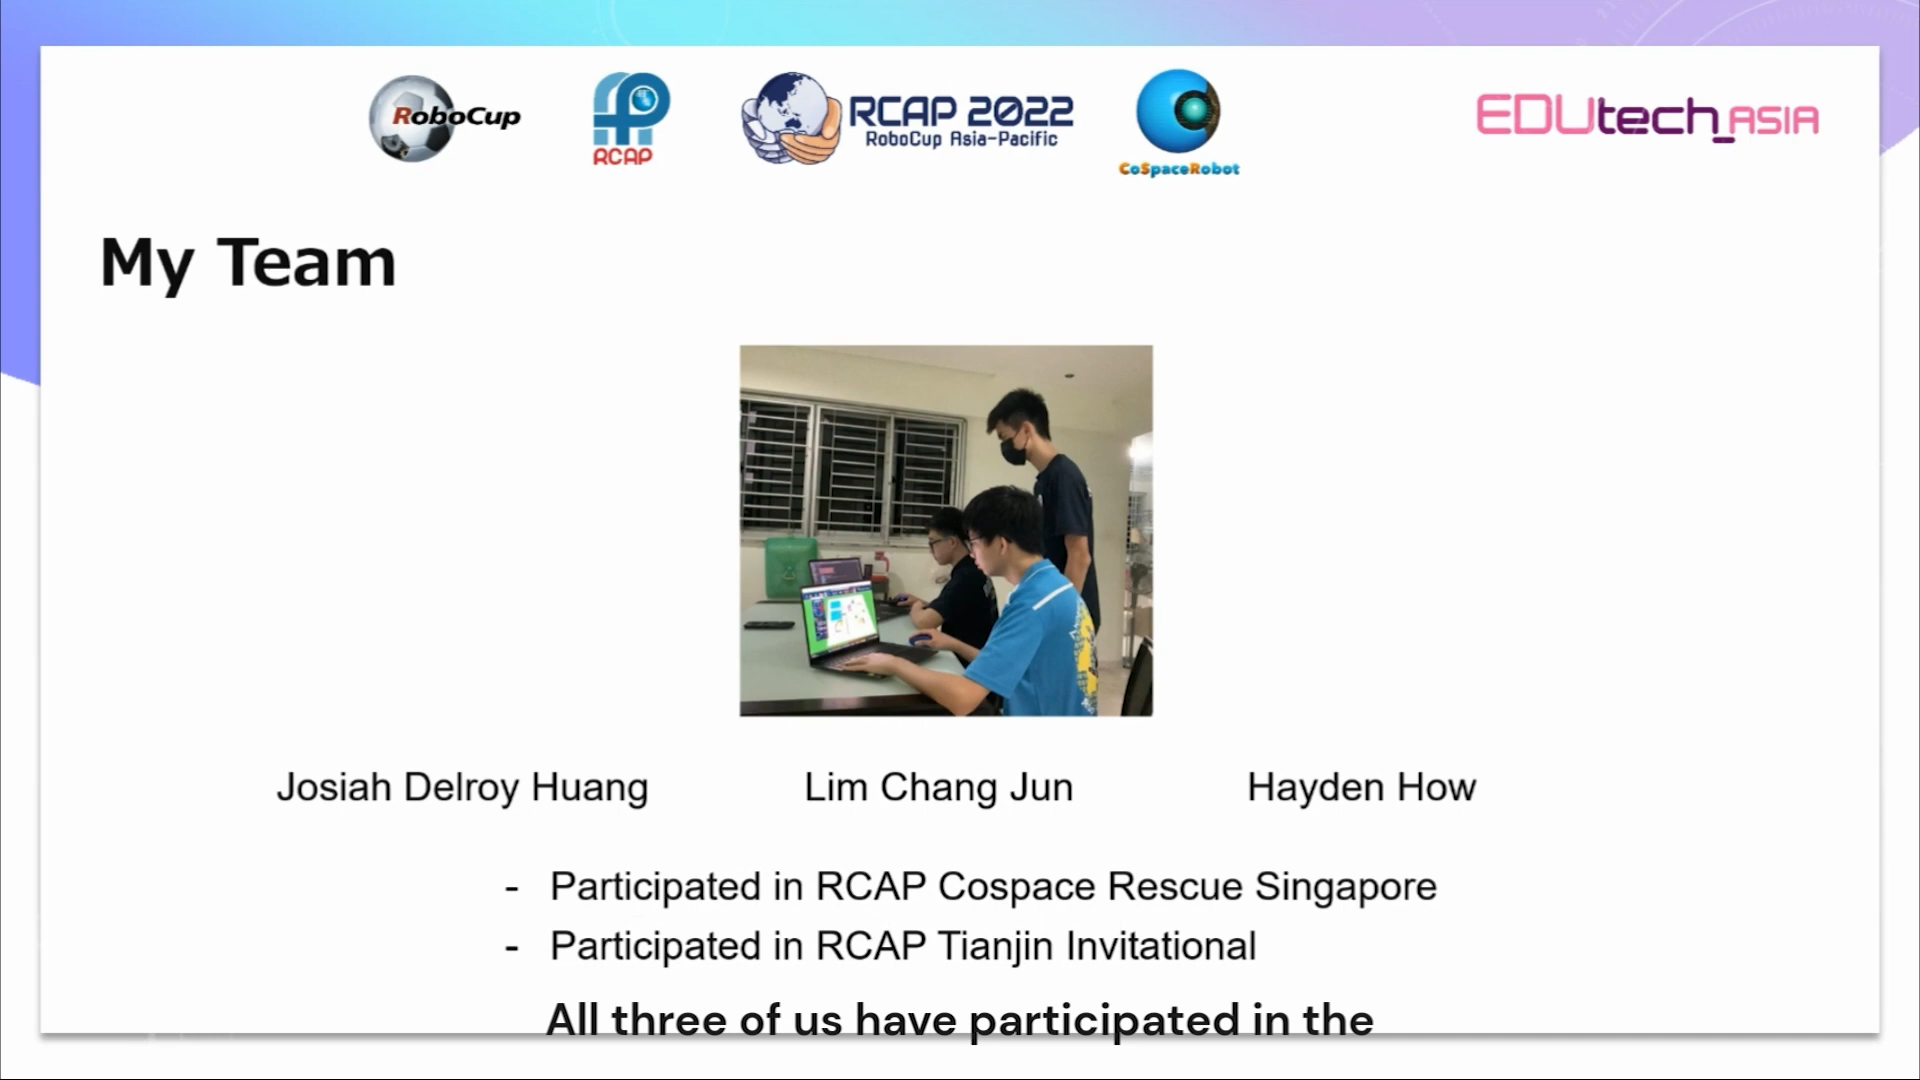 RoboCup
RCAP
RCAP 2022
RoboCup Asia-Pacific
CoSpaceRobot
EDUtech_ASIA
My Team
Josiah Delroy Huang
Lim Chang Jun
Hayden How
- Participated in RCAP Cospace Rescue Singapore
- Participated in RCAP Tianjin Invitational
All three of us have participated in the